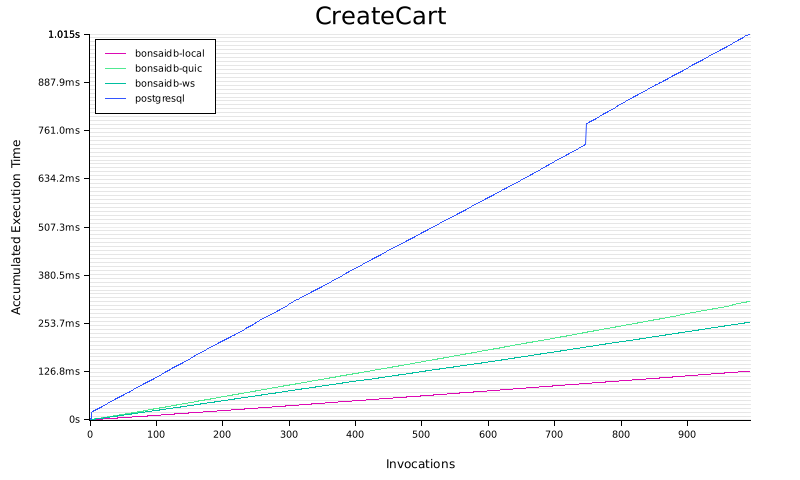 CreateCart
1.015s
887.9ms
761.0ms
634.2ms
507.3ms
380.5ms
253.7ms
126.8ms
0s
bonsaidb-local
bonsaidb-quic
bonsaidb-ws
postgresql
Accumulated Execution Time
0 100 200 300 400 500 600 700 800 900
Invocations